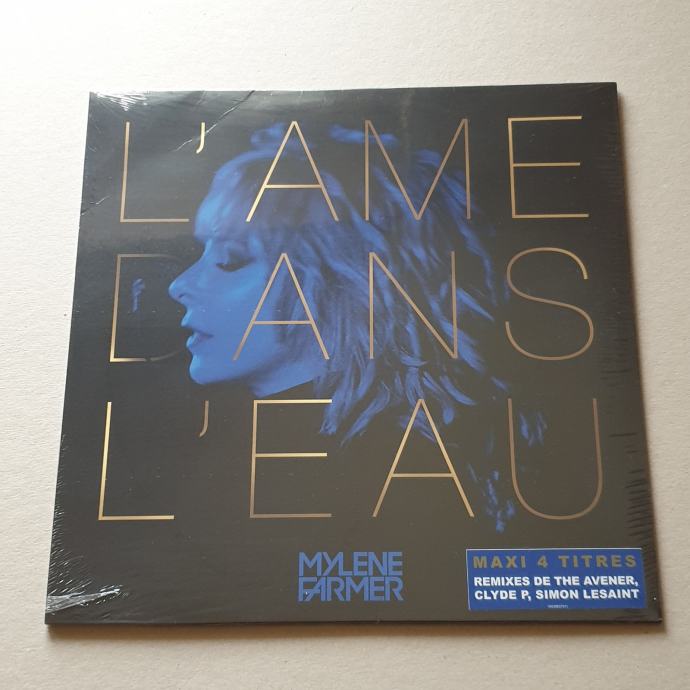 L'AME
DANS
L'EAU
MYLENE
FARMER
MAXI 4 TITRES
REMIXES DE THE AVENER,
CLYDE P, SIMON LESAINT